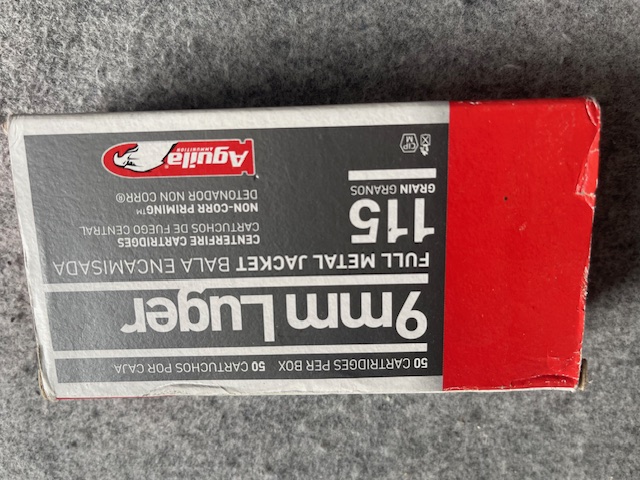 50 CARTRIDGES PER BOX 50 CARTUCHOS POR CAJA
9mm Luger
FULL METAL JACKET BALA ENCAMISADA
115
GRAIN GRANOS
CENTERFIRE CARTRIDGES
CARTUCHOS DE FUEGO CENTRAL
NON-CORR PRIMING™
DETONADOR NON CORR®
CIP
M
Aguila
AMMUNITION